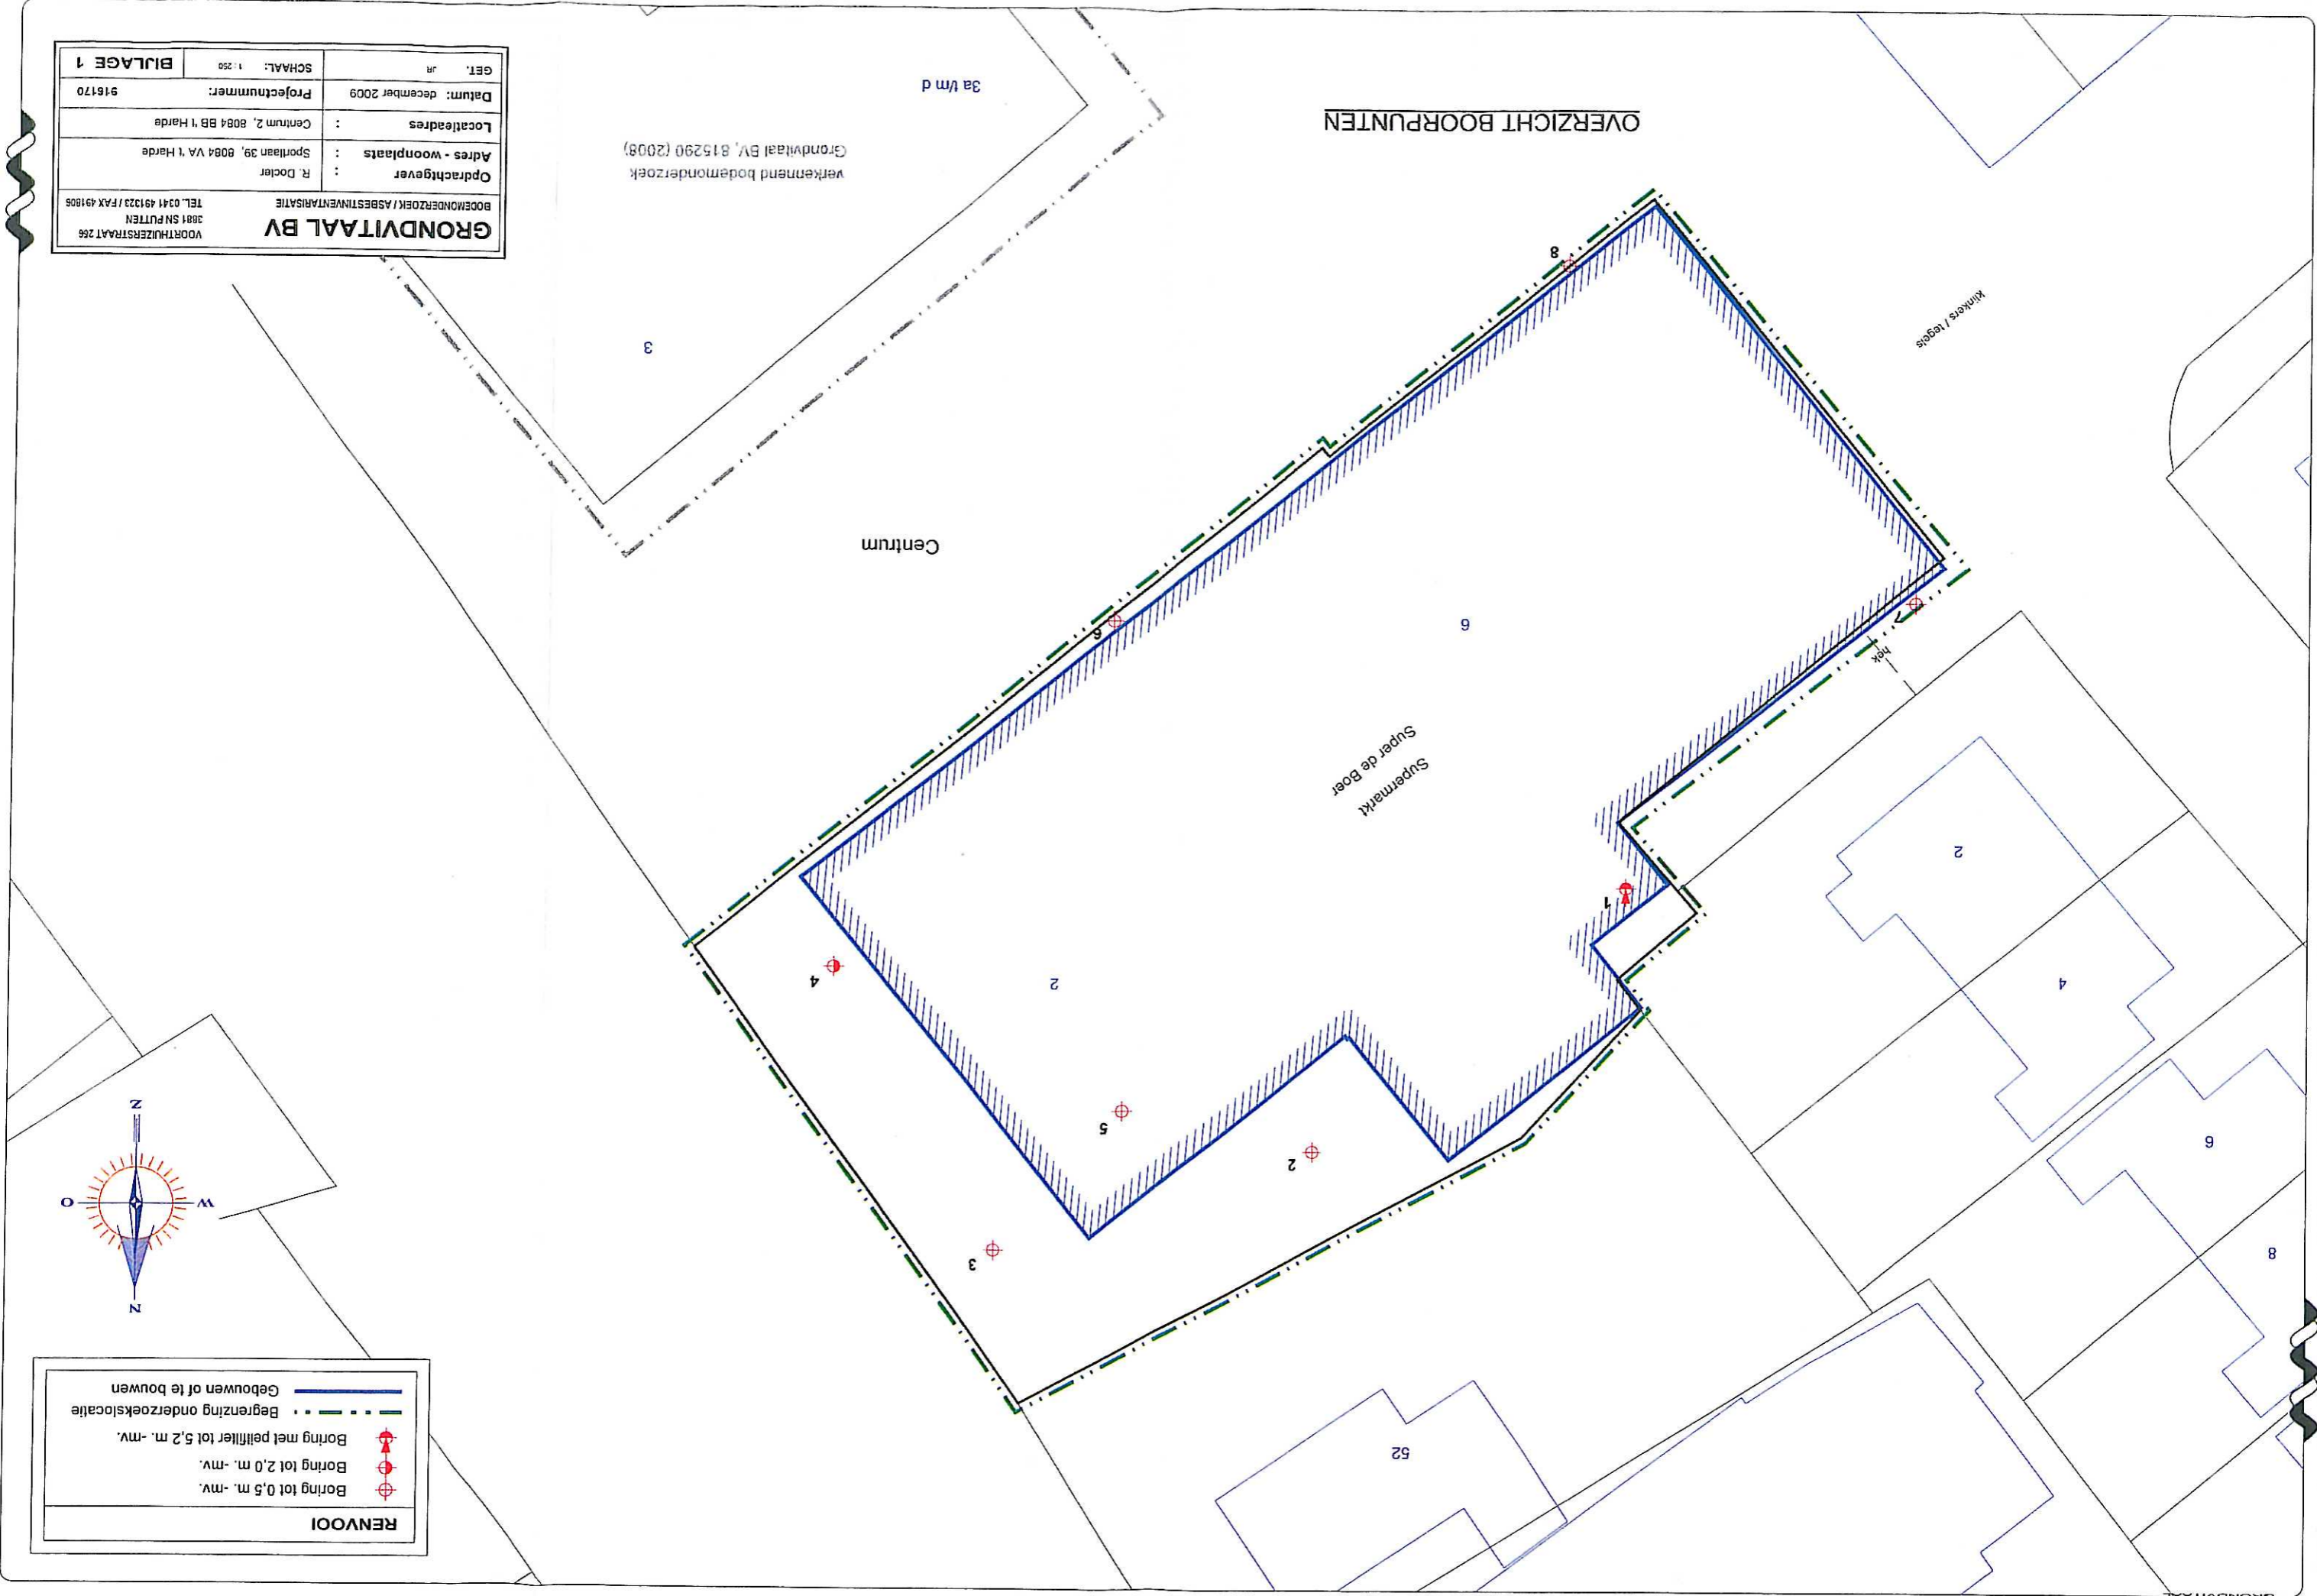 RENVOOI
Boring tot 0,5 m. -mv.
Boring tot 2,0 m. -mv.
Boring met peilfilter tot 5,2 m. -mv.
Begrenzing onderzoekslocatie
Gebouwen of te bouwen
52
8
6
4
2
N
W
O
Z
3
2
5
4
1
2
Supermarkt
Super de Boer
6
hek
7
6
8
klinkers / tegels
Centrum
3
verkennend bodemonderzoek
Grondvitaal BV, 815290 (2008)
3a t/m d
OVERZICHT BOORPUNTEN
GRONDVITAAL BV
BODEMONDERZOEK / ASBESTINVENTARISATIE
VOORTHUIZERSTRAAT 266
3881 SN PUTTEN
TEL. 0341 491323 / FAX 491806
Opdrachtgever : R. Docter
Adres - woonplaats : Sportlaan 39, 8084 VA 't Harde
Locatieadres : Centrum 2, 8084 BB 't Harde
Datum: december 2009 Projectnummer: 916170
GET. JR SCHAAL: 1 : 250 BIJLAGE 1